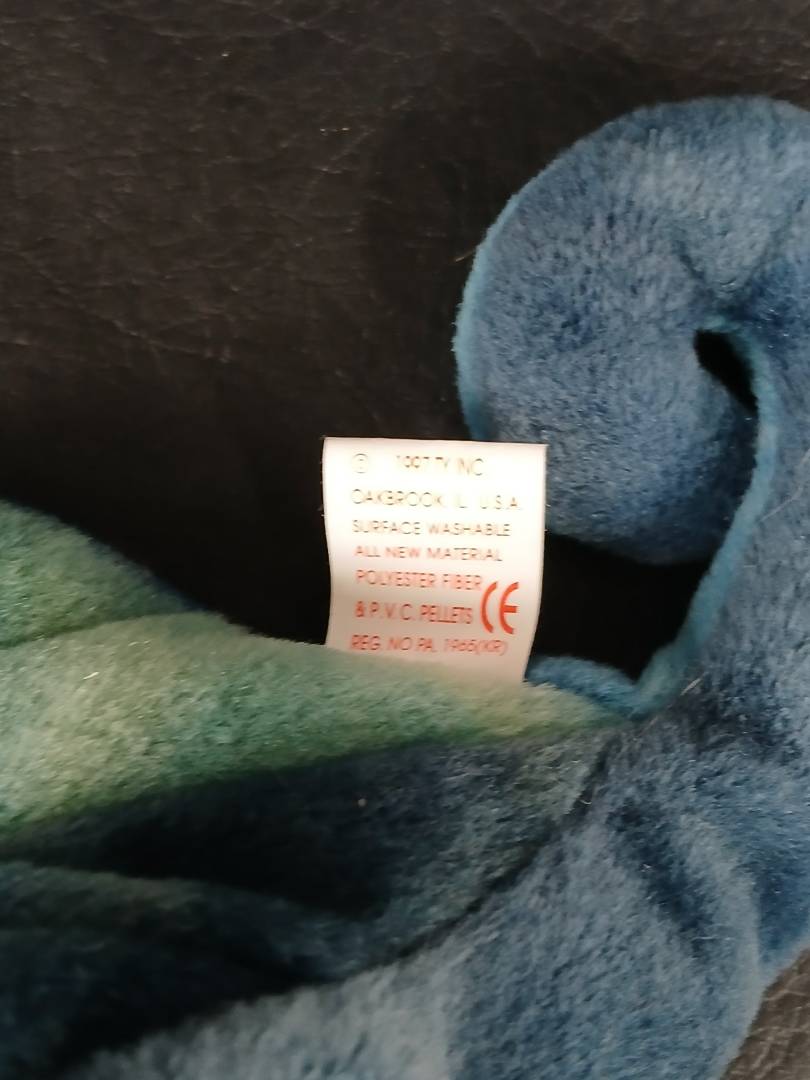 © 1997 TY INC
OAKBROOK IL. U.S.A.
SURFACE WASHABLE
ALL NEW MATERIAL
POLYESTER FIBER
& P.V.C. PELLETS CE
REG. NO PA. 1965(KR)